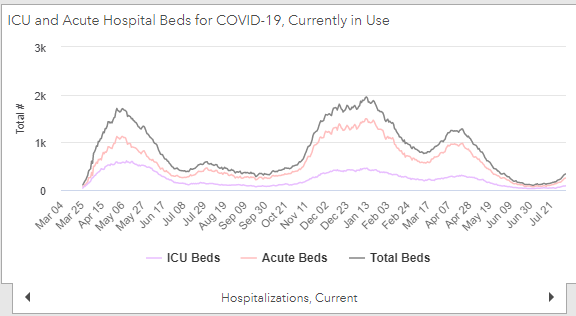 ICU and Acute Hospital Beds for COVID-19, Currently in Use
3k
2k
1k
0
Total #
Mar 04
Mar 25
Apr 15
May 06
May 27
Jun 17
Jul 08
Jul 29
Aug 19
Sep 09
Sep 30
Oct 21
Nov 11
Dec 02
Dec 23
Jan 13
Feb 03
Feb 24
Mar 17
Apr 07
Apr 28
May 19
Jun 09
Jun 30
Jul 21
ICU Beds Acute Beds Total Beds
Hospitalizations, Current